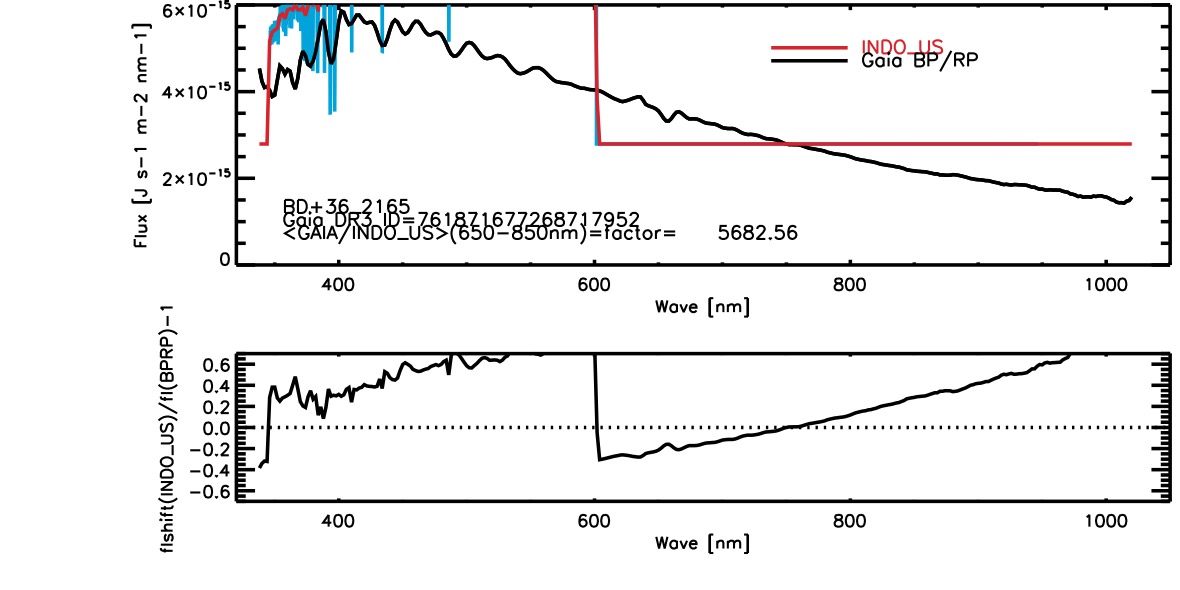 6×10−15
4×10−15
2×10−15
0
Flux [J s−1 m−2 nm−1]
INDO_US
Gaia BP/RP
BD+36 2165
Gaia DR3 ID=761871677268717952
<GAIA/INDO_US>(650−850nm)=factor= 5682.56
400 600 800 1000
Wave [nm]
flshift(INDO_US)/fl(BPRP)−1
0.6
0.4
0.2
0.0
−0.2
−0.4
−0.6
400 600 800 1000
Wave [nm]